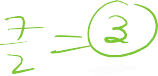 7/2 = 3